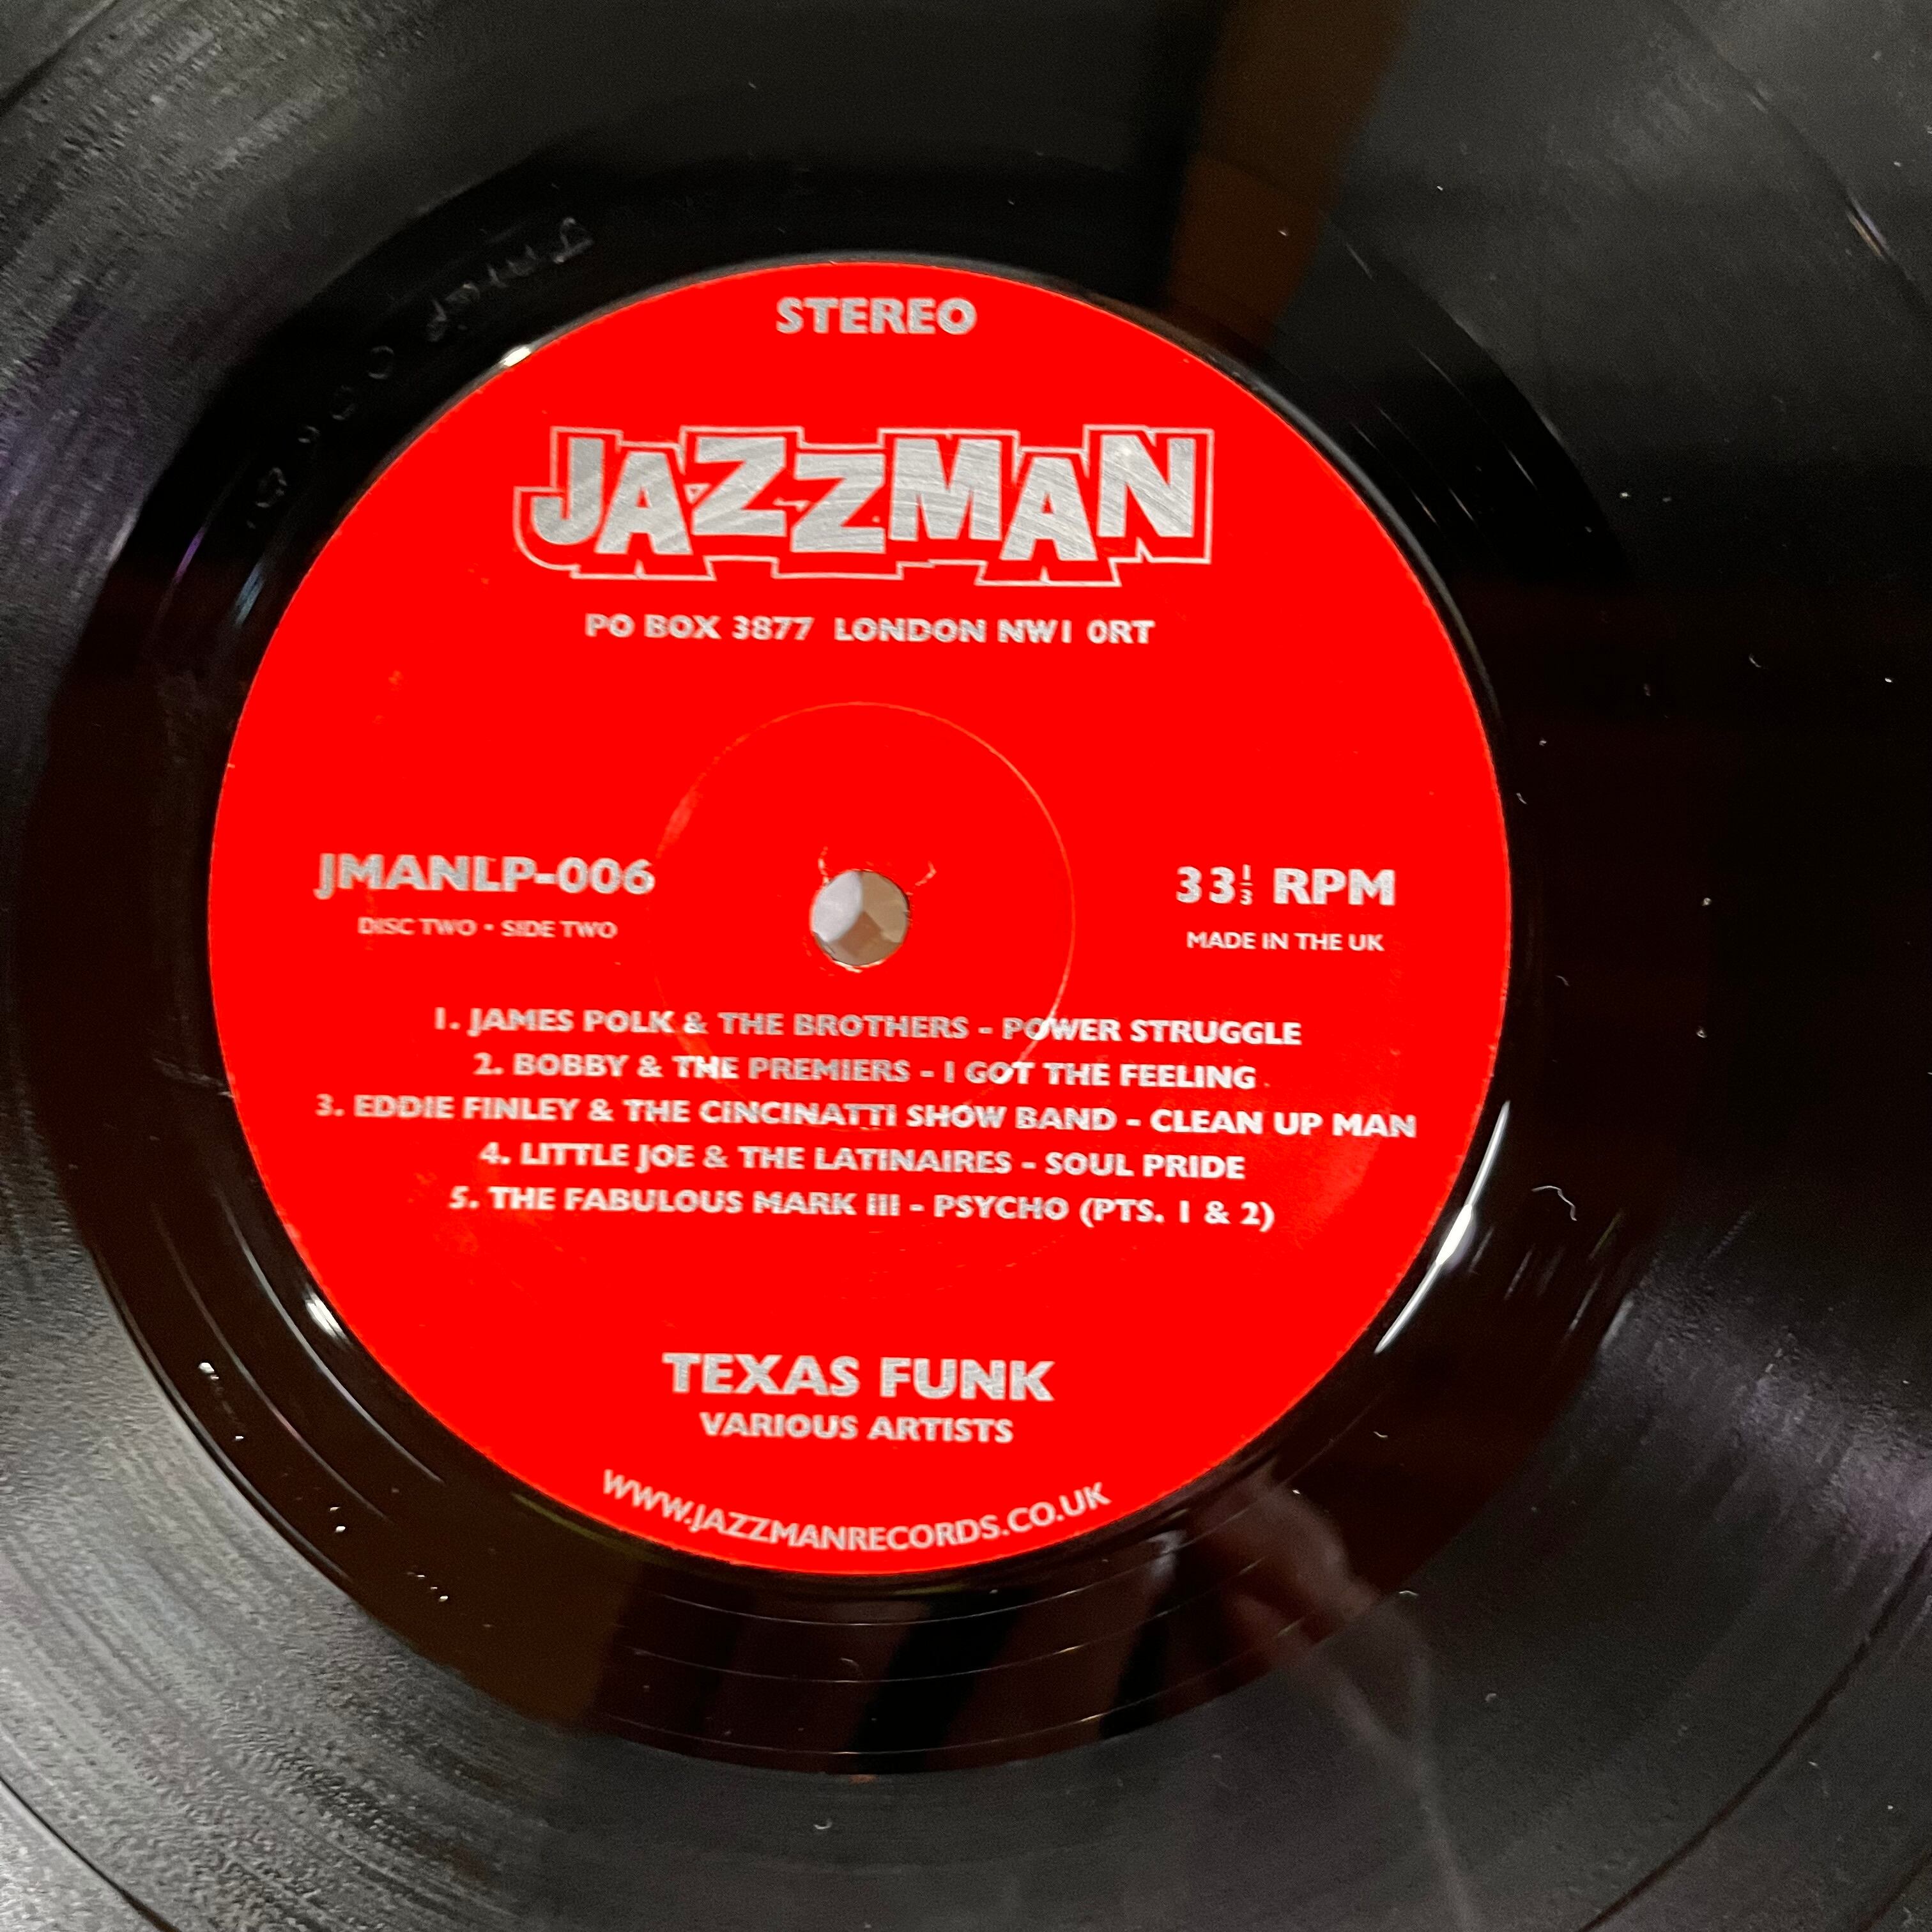 STEREO
JAZZMAN
PO BOX 3877 LONDON NW1 0RT
JMANLP-006
DISC TWO • SIDE TWO
33⅓ RPM
MADE IN THE UK
1. JAMES POLK & THE BROTHERS - POWER STRUGGLE
2. BOBBY & THE PREMIERS - I GOT THE FEELING
3. EDDIE FINLEY & THE CINCINATTI SHOW BAND - CLEAN UP MAN
4. LITTLE JOE & THE LATINAIRES - SOUL PRIDE
5. THE FABULOUS MARK III - PSYCHO (PTS. 1 & 2)
TEXAS FUNK
VARIOUS ARTISTS
WWW.JAZZMANRECORDS.CO.UK